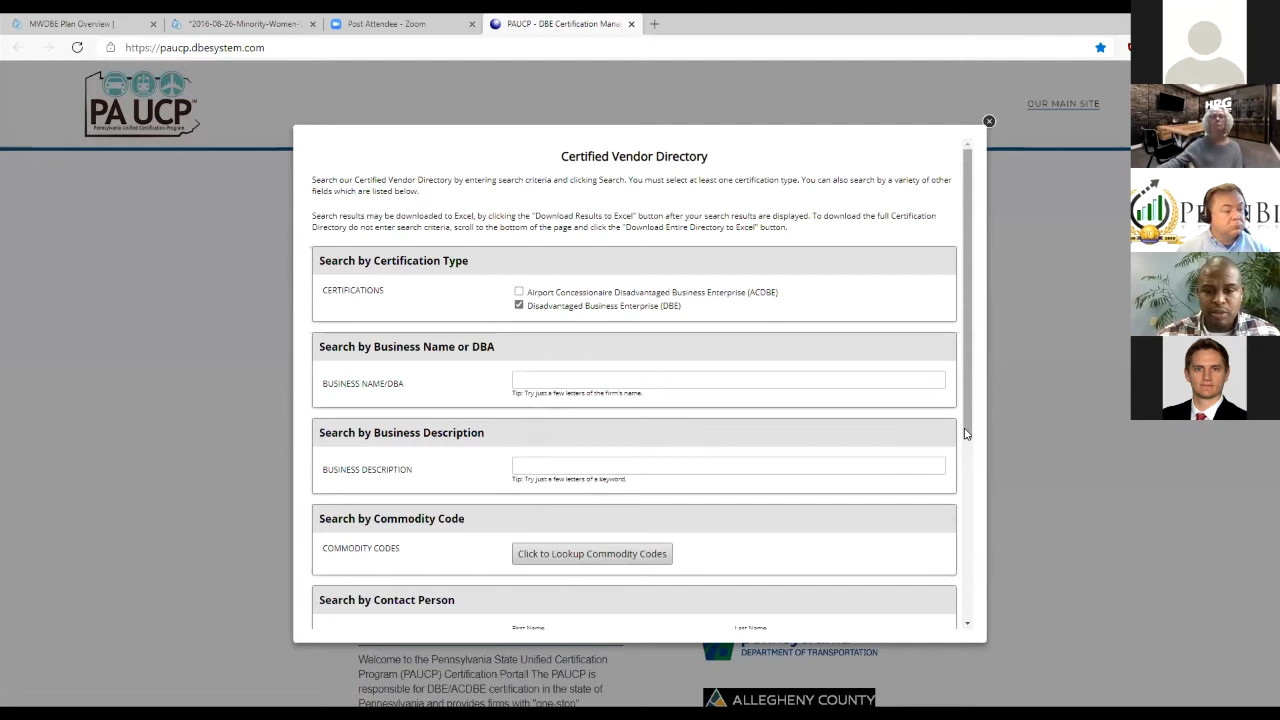 MWDBE Plan Overview |
*2016-08-26-Minority-Women-
Post Attendee - Zoom
PAUCP - DBE Certification Mana
https://paucp.dbesystem.com
PA UCP
Pennsylvania Unified Certification Program
OUR MAIN SITE
Certified Vendor Directory
Search our Certified Vendor Directory by entering search criteria and clicking Search. You must select at least one certification type. You can also search by a variety of other
fields which are listed below.
Search results may be downloaded to Excel, by clicking the "Download Results to Excel" button after your search results are displayed. To download the full Certification
Directory do not enter search criteria, scroll to the bottom of the page and click the "Download Entire Directory to Excel" button.
Search by Certification Type
CERTIFICATIONS
Airport Concessionaire Disadvantaged Business Enterprise (ACDBE)
Disadvantaged Business Enterprise (DBE)
Search by Business Name or DBA
BUSINESS NAME/DBA
Tip: Try just a few letters of the firm's name.
Search by Business Description
BUSINESS DESCRIPTION
Tip: Try just a few letters of a keyword.
Search by Commodity Code
COMMODITY CODES
Click to Lookup Commodity Codes
Search by Contact Person
First Name
Last Name
DEPARTMENT OF TRANSPORTATION
Welcome to the Pennsylvania State Unified Certification
Program (PAUCP) Certification Portal! The PAUCP is
responsible for DBE/ACDBE certification in the state of
Pennsylvania and provides firms with "one-stop"
ALLEGHENY COUNTY
HRG